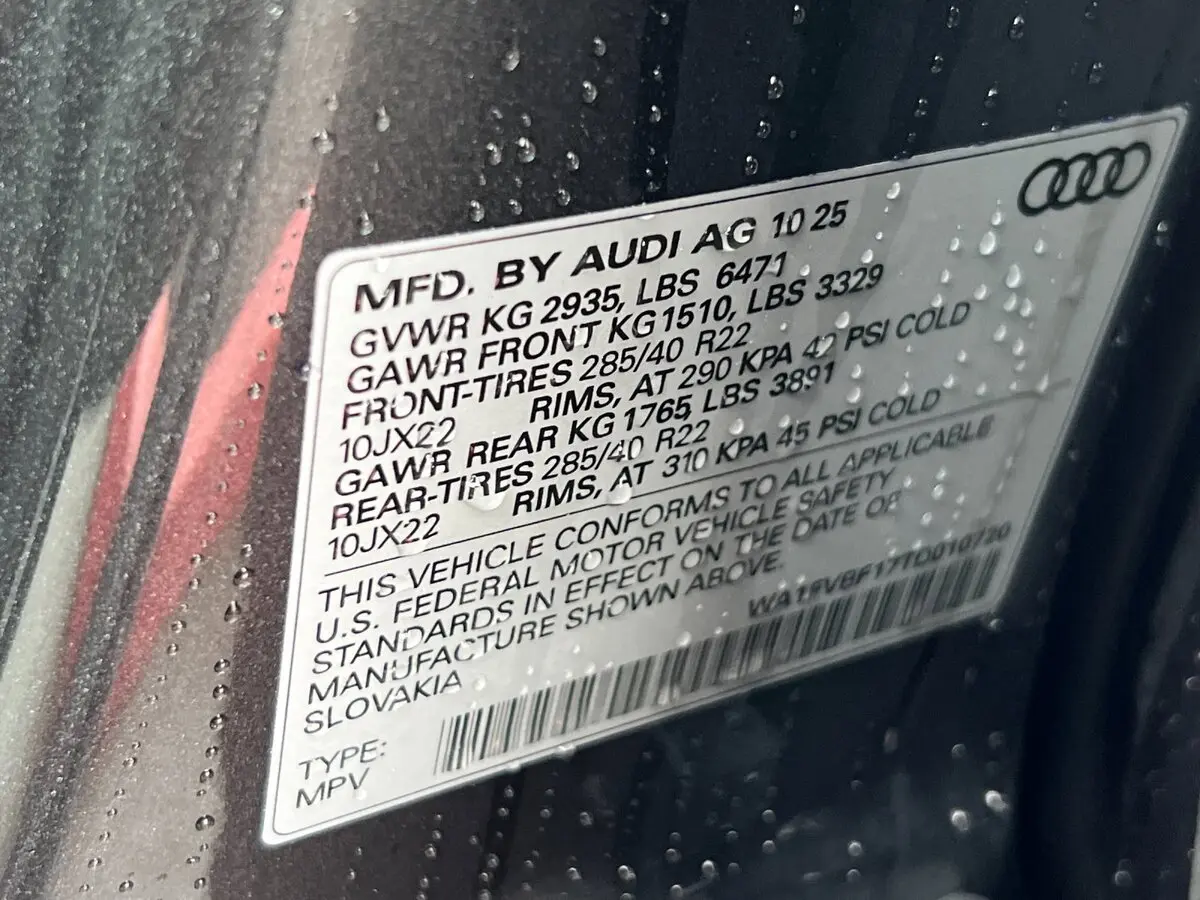 MFD. BY AUDI AG 10 25
GVWR KG 2935, LBS 6471
GAWR FRONT KG 1510, LBS 3329
FRONT-TIRES 285/40 R22
10JX22 RIMS, AT 290 KPA 42 PSI COLD
GAWR REAR KG 1765, LBS 3891
REAR-TIRES 285/40 R22
10JX22 RIMS, AT 310 KPA 45 PSI COLD
THIS VEHICLE CONFORMS TO ALL APPLICABLE
U.S. FEDERAL MOTOR VEHICLE SAFETY
STANDARDS IN EFFECT ON THE DATE OF
MANUFACTURE SHOWN ABOVE.
SLOVAKIA
TYPE:
MPV